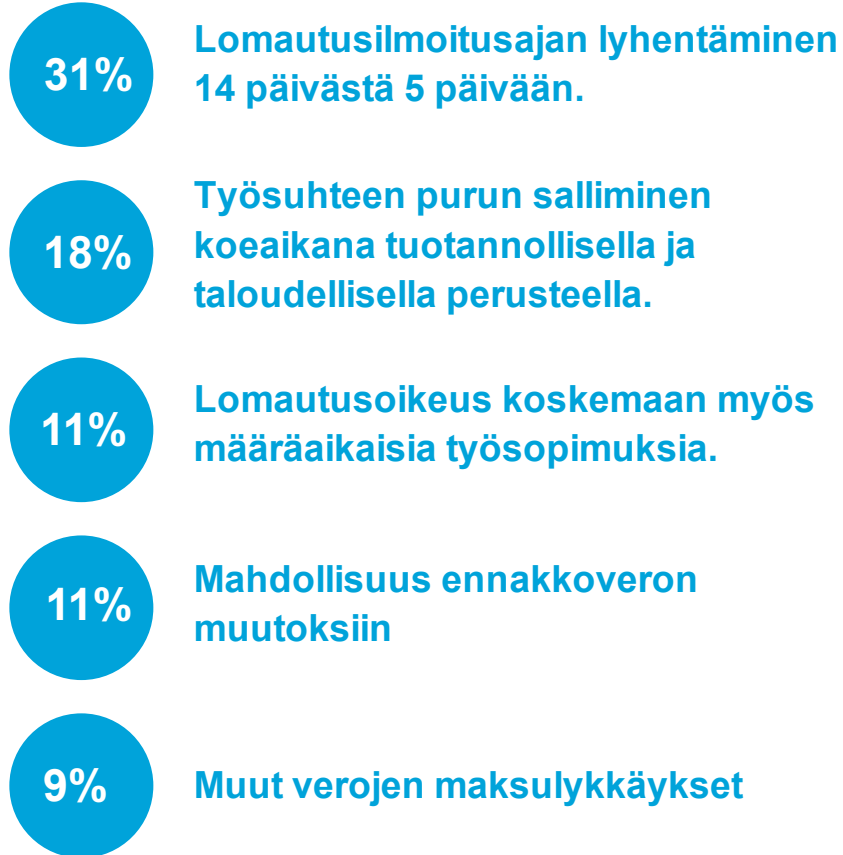 31%
Lomautusilmoitusajan lyhentäminen
14 päivästä 5 päivään.
18%
Työsuhteen purun salliminen
koeaikana tuotannollisella ja
taloudellisella perusteella.
11%
Lomautusoikeus koskemaan myös
määräaikaisia työsopimuksia.
11%
Mahdollisuus ennakkoveron
muutoksiin
9%
Muut verojen maksulykkäykset